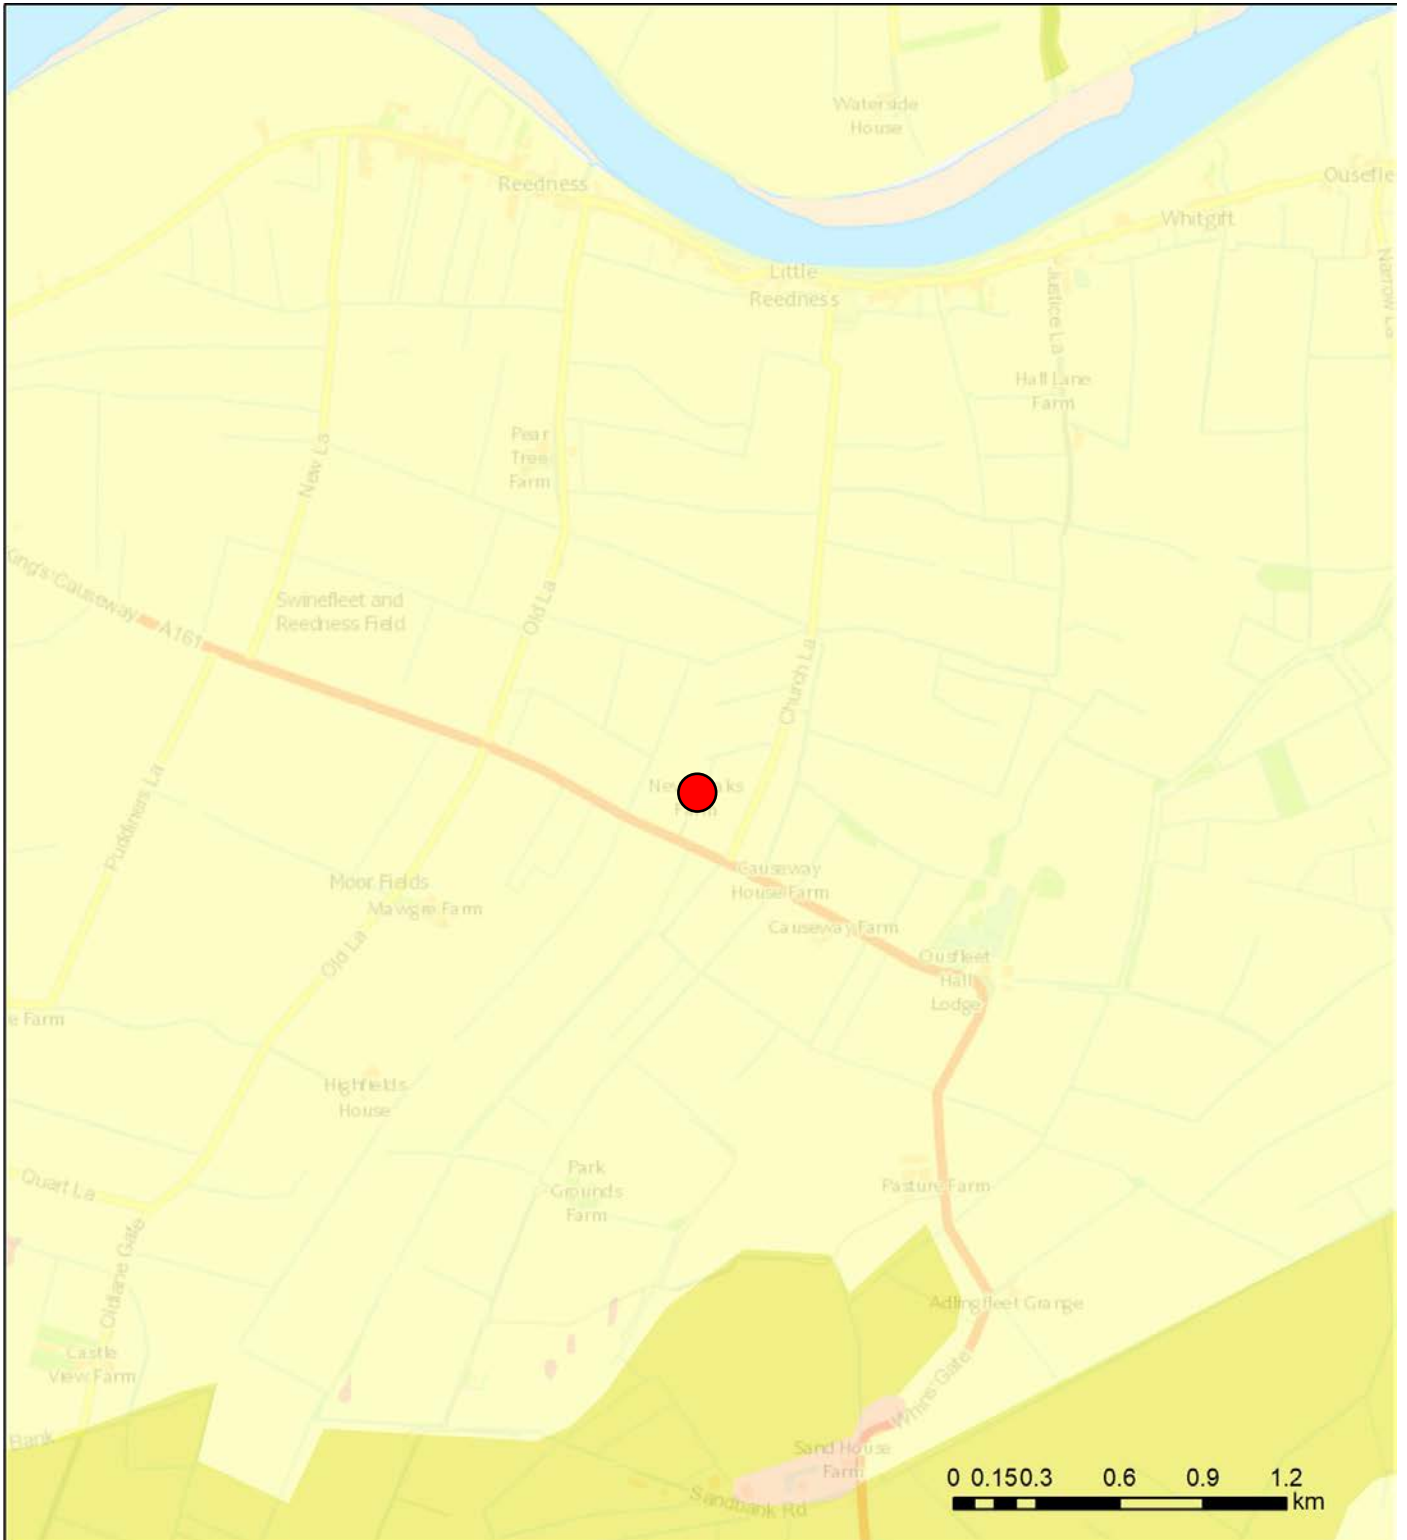 Waterside
House
Reedness
Whitgift
Little
Reedness
Justice La
Narrow La
Hall Lane
Farm
Pear
Tree
Farm
New La
King's Causeway
A161
Swinefleet and
Reedness Field
Old La
Church La
Puddiners La
Causeway
House Farm
Moor Fields
Mawgre Farm
Causeway Farm
Old La
Ousfleet
Hall
Lodge
e Farm
Highfields
House
Park
Grounds
Farm
Pasture Farm
Quart La
Oldlane Gate
Adlingfleet Grange
Castle
View Farm
Whins Gate
Bank
Sand House
Farm
Sandbank Rd
0 0.15 0.3 0.6 0.9 1.2
km